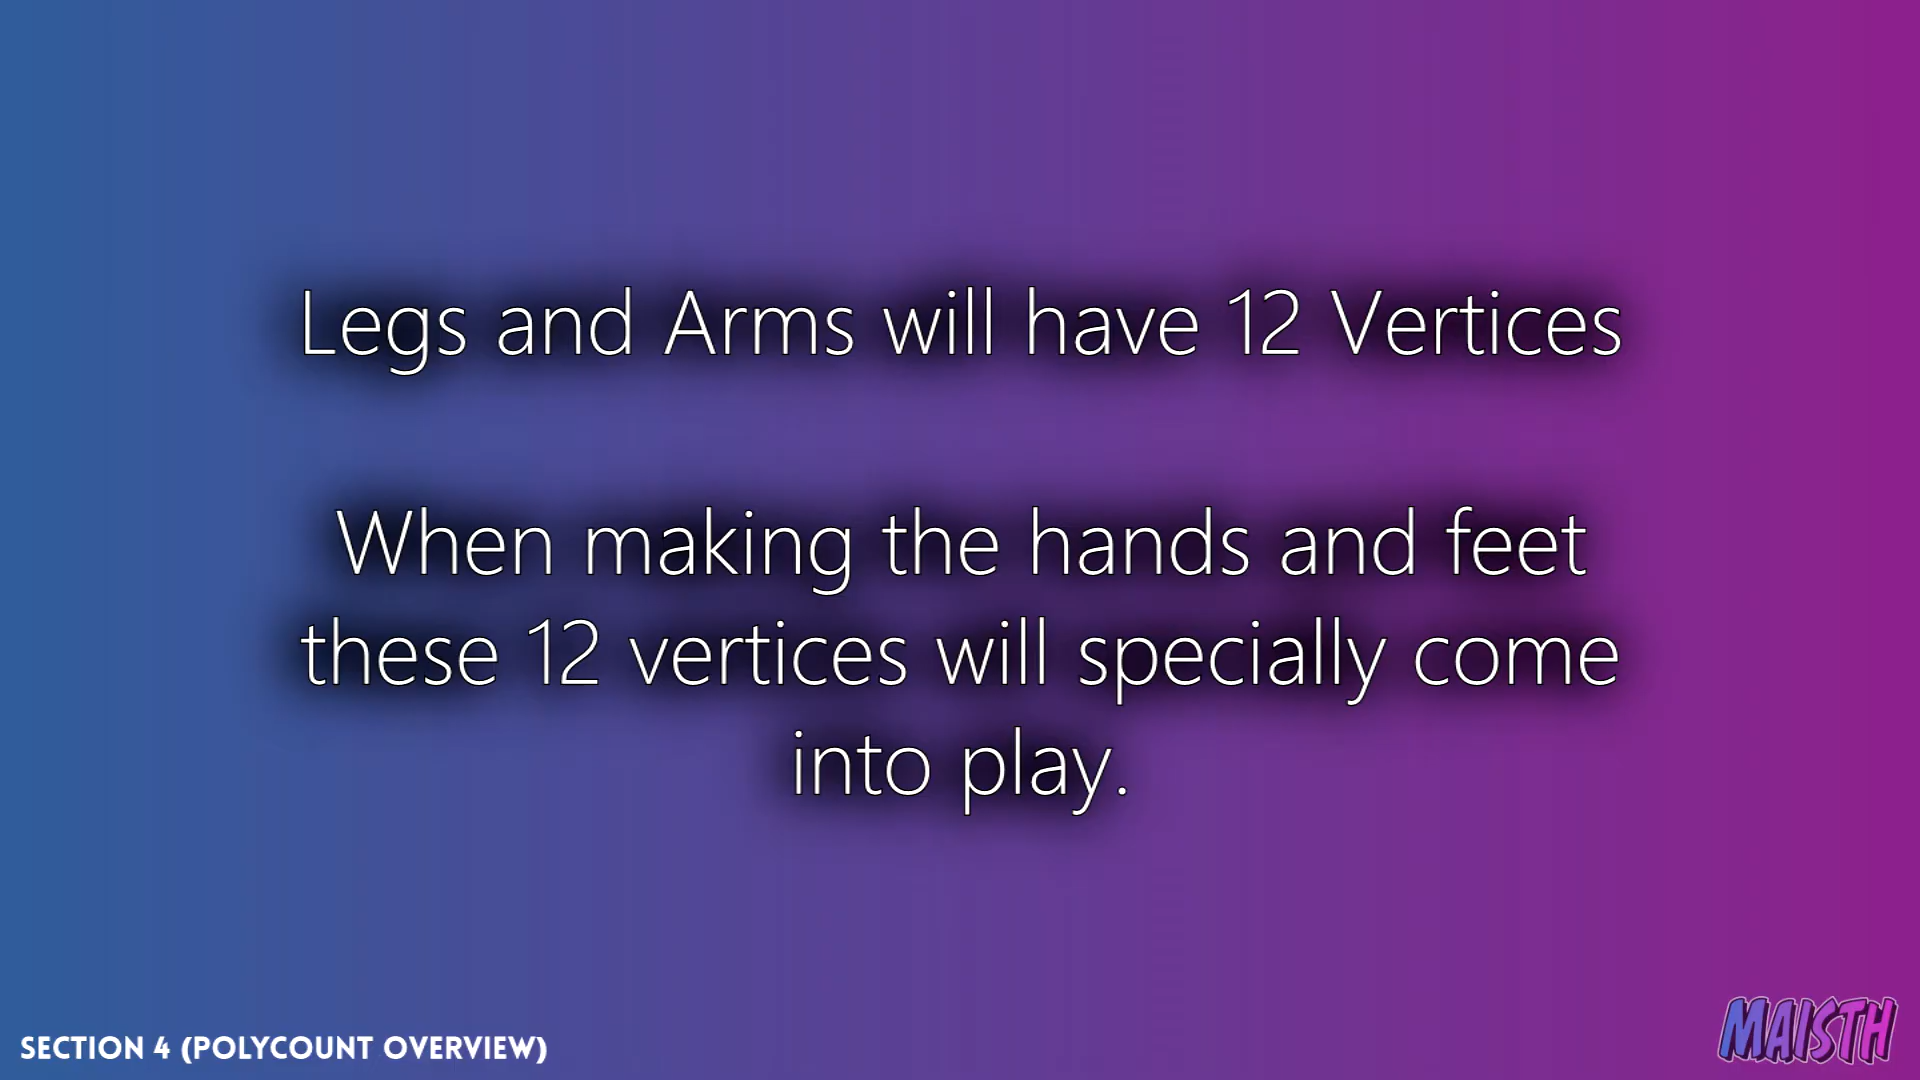 Legs and Arms will have 12 Vertices
When making the hands and feet
these 12 vertices will specially come
into play.
SECTION 4 (POLYCOUNT OVERVIEW)
MAISTH